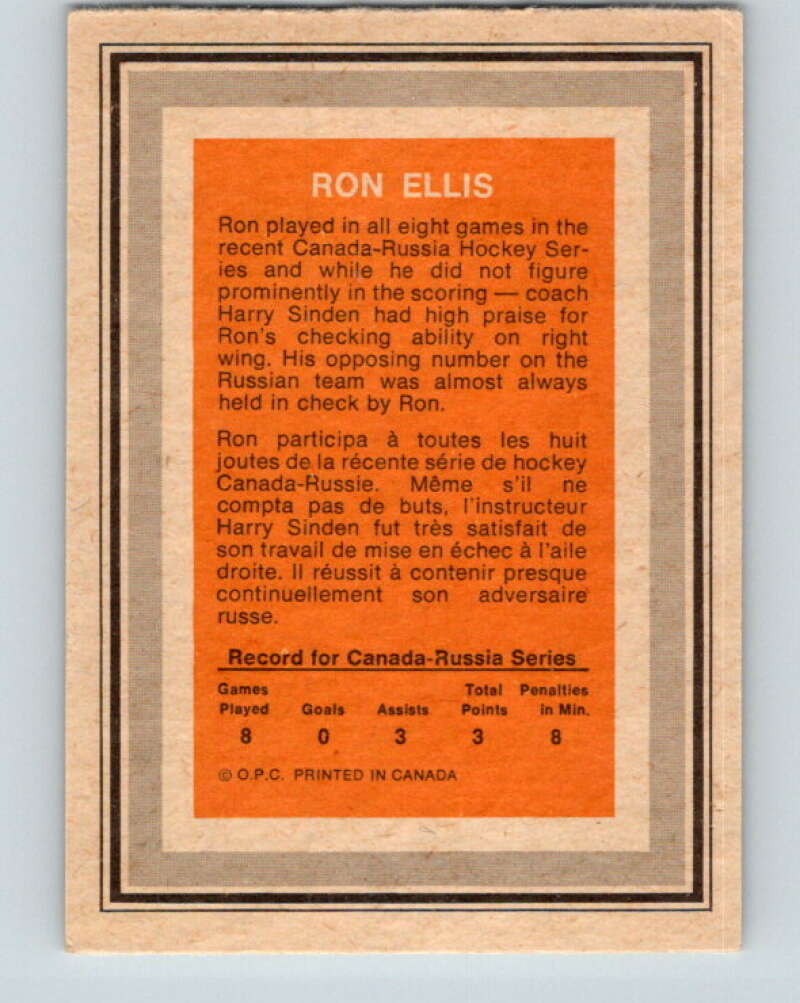 RON ELLIS
Ron played in all eight games in the
recent Canada-Russia Hockey Ser-
ies and while he did not figure
prominently in the scoring — coach
Harry Sinden had high praise for
Ron's checking ability on right
wing. His opposing number on the
Russian team was almost always
held in check by Ron.
Ron participa à toutes les huit
joutes de la récente série de hockey
Canada-Russie. Même s'il ne
compta pas de buts, l'instructeur
Harry Sinden fut très satisfait de
son travail de mise en échec à l'aile
droite. Il réussit à contenir presque
continuellement son adversaire
russe.
Record for Canada-Russia Series
Games Total Penalties
Played Goals Assists Points in Min.
8 0 3 3 8
© O.P.C. PRINTED IN CANADA